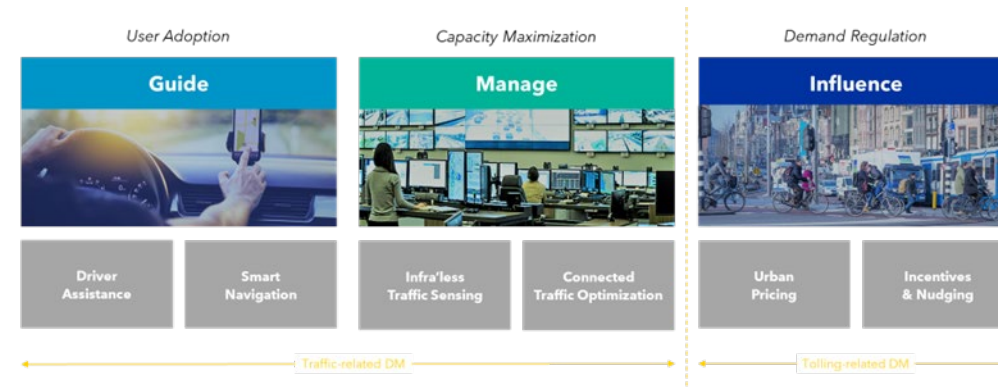 User Adoption
Capacity Maximization
Demand Regulation
Guide
Manage
Influence
Driver
Assistance
Smart
Navigation
Infra'less
Traffic Sensing
Connected
Traffic Optimization
Urban
Pricing
Incentives
& Nudging
Traffic-related DM
Tolling-related DM